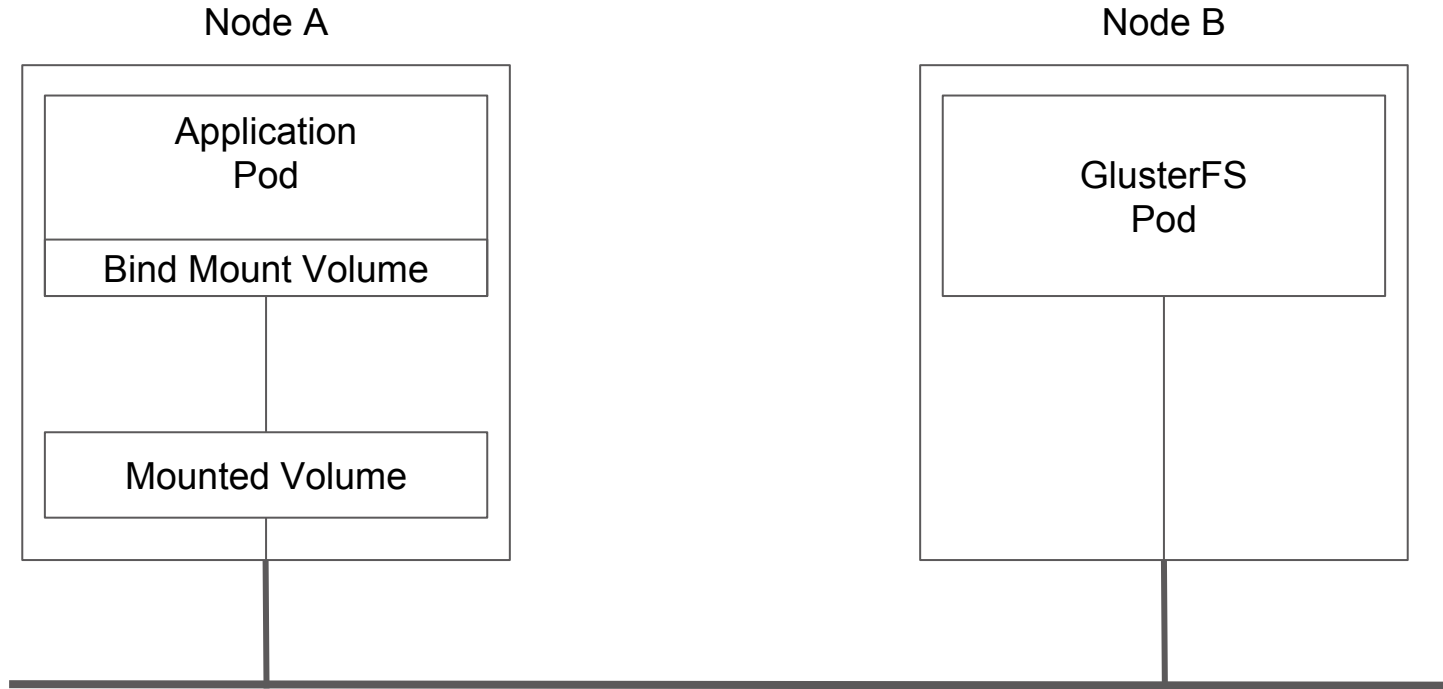 Node A
Node B
Application
Pod
Bind Mount Volume
Mounted Volume
GlusterFS
Pod